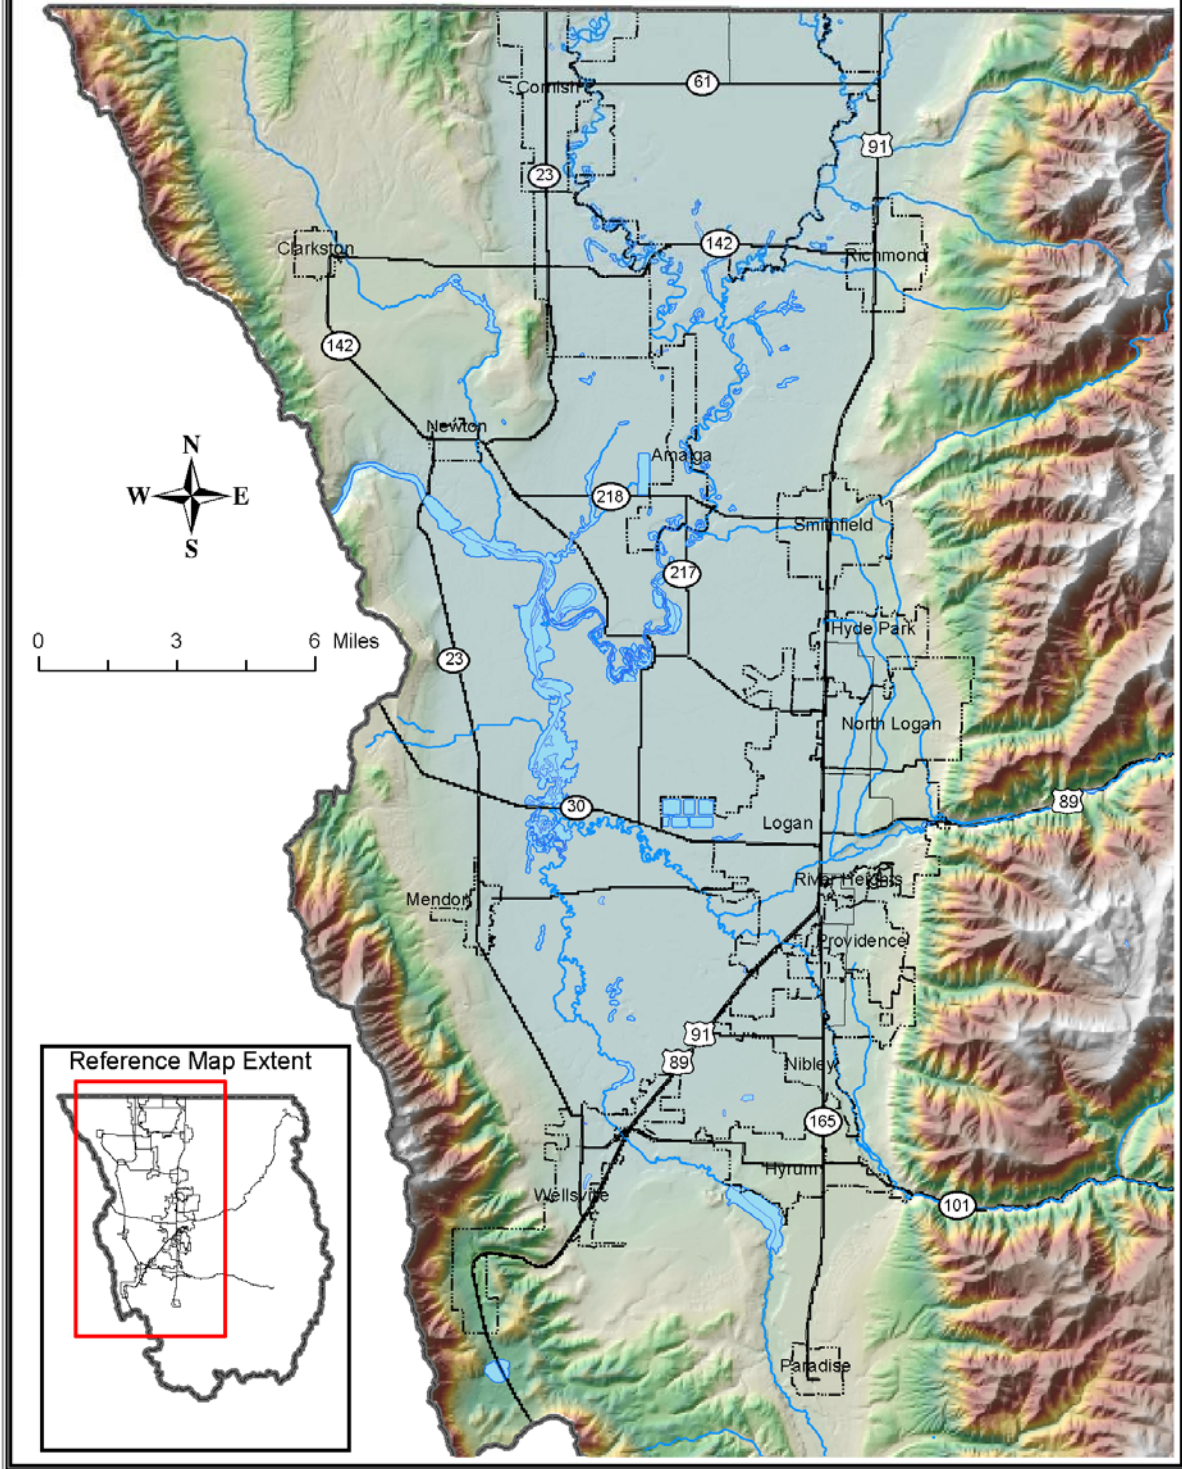 61
Cornish
91
23
142
Clarkston
Richmond
142
Newton
Amalga
N
W E
S
218
Smithfield
217
Hyde Park
0 3 6 Miles
23
North Logan
89
30
Logan
River Heights
Mendon
Providence
91
89
Nibley
Reference Map Extent
165
Hyrum
Wellsville
101
Paradise